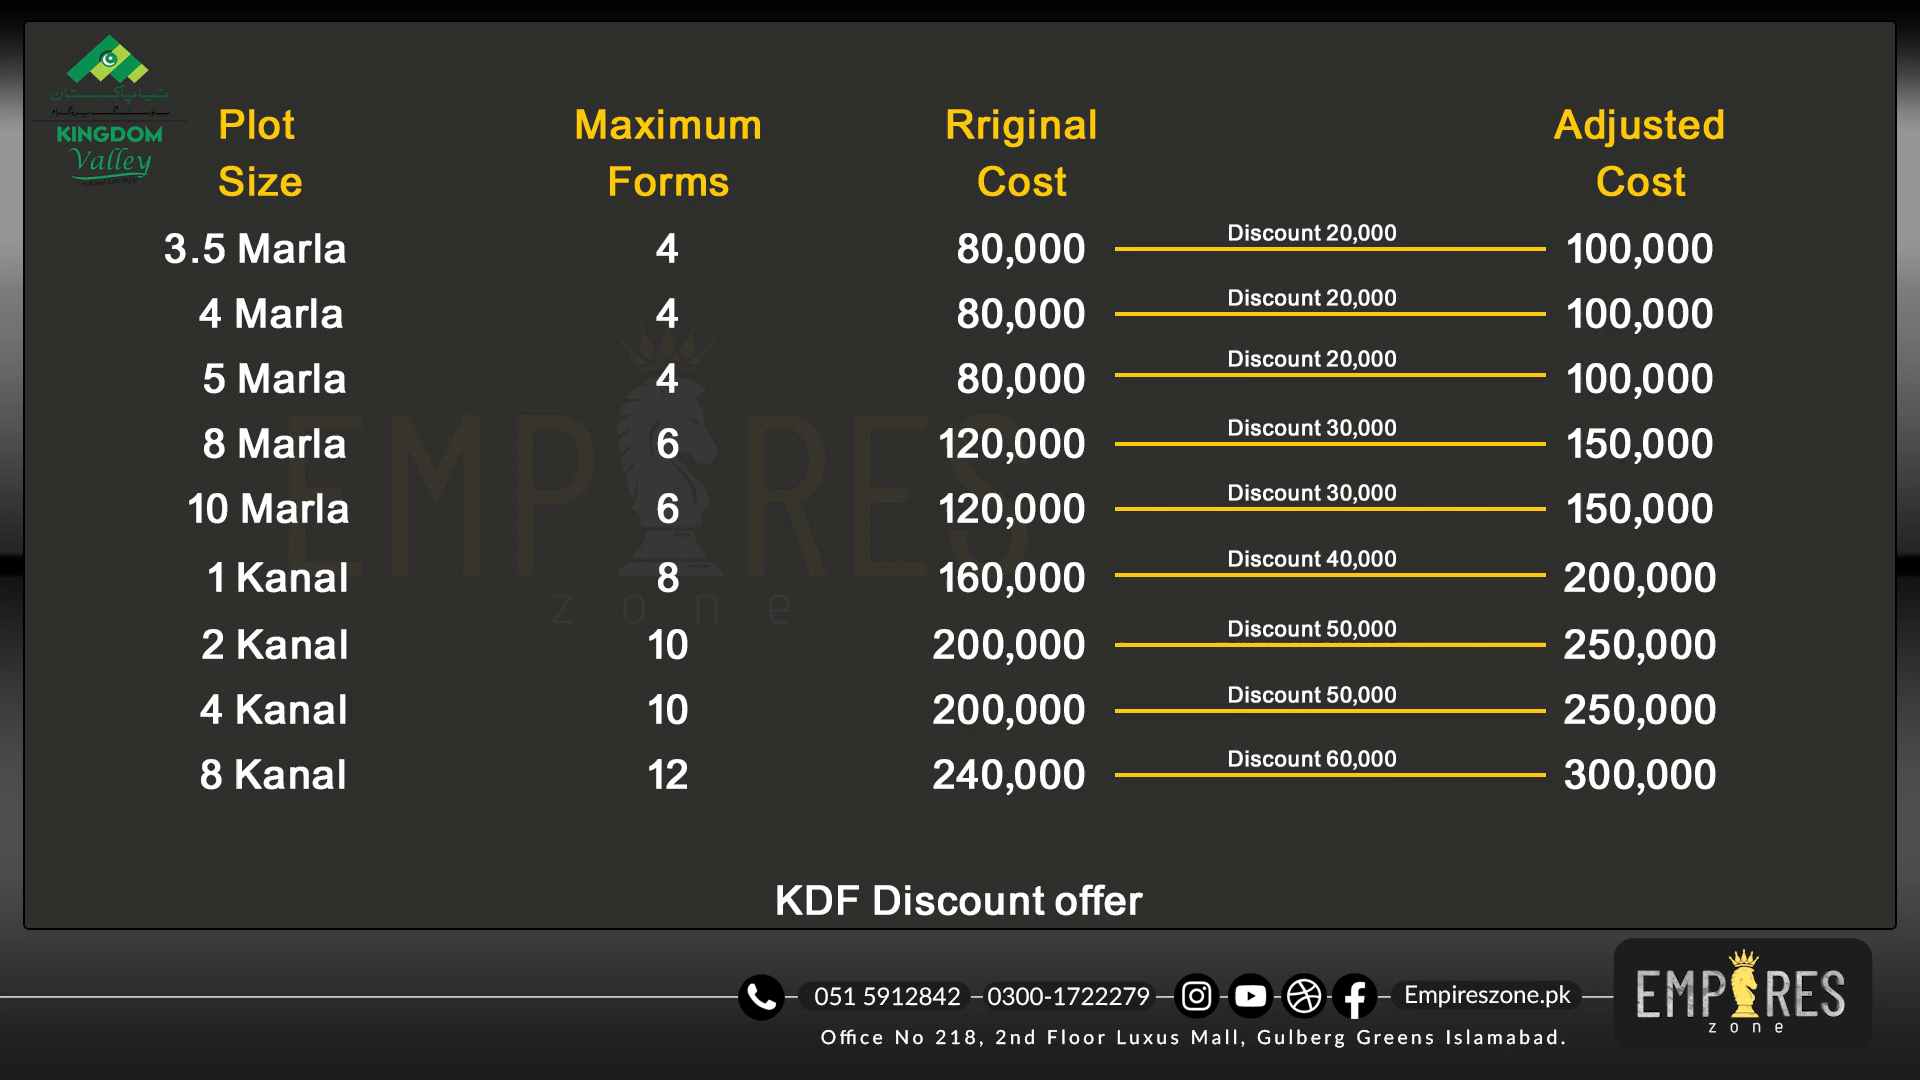 نیاپاکستان
KINGDOM
Valley
Plot Size
Maximum Forms
Rriginal Cost
Adjusted Cost
3.5 Marla 4 80,000 Discount 20,000 100,000
4 Marla 4 80,000 Discount 20,000 100,000
5 Marla 4 80,000 Discount 20,000 100,000
8 Marla 6 120,000 Discount 30,000 150,000
10 Marla 6 120,000 Discount 30,000 150,000
1 Kanal 8 160,000 Discount 40,000 200,000
2 Kanal 10 200,000 Discount 50,000 250,000
4 Kanal 10 200,000 Discount 50,000 250,000
8 Kanal 12 240,000 Discount 60,000 300,000
EMPIRES
zone
KDF Discount offer
051 5912842 0300-1722279 Empireszone.pk
Office No 218, 2nd Floor Luxus Mall, Gulberg Greens Islamabad.
EMPIRES
zone